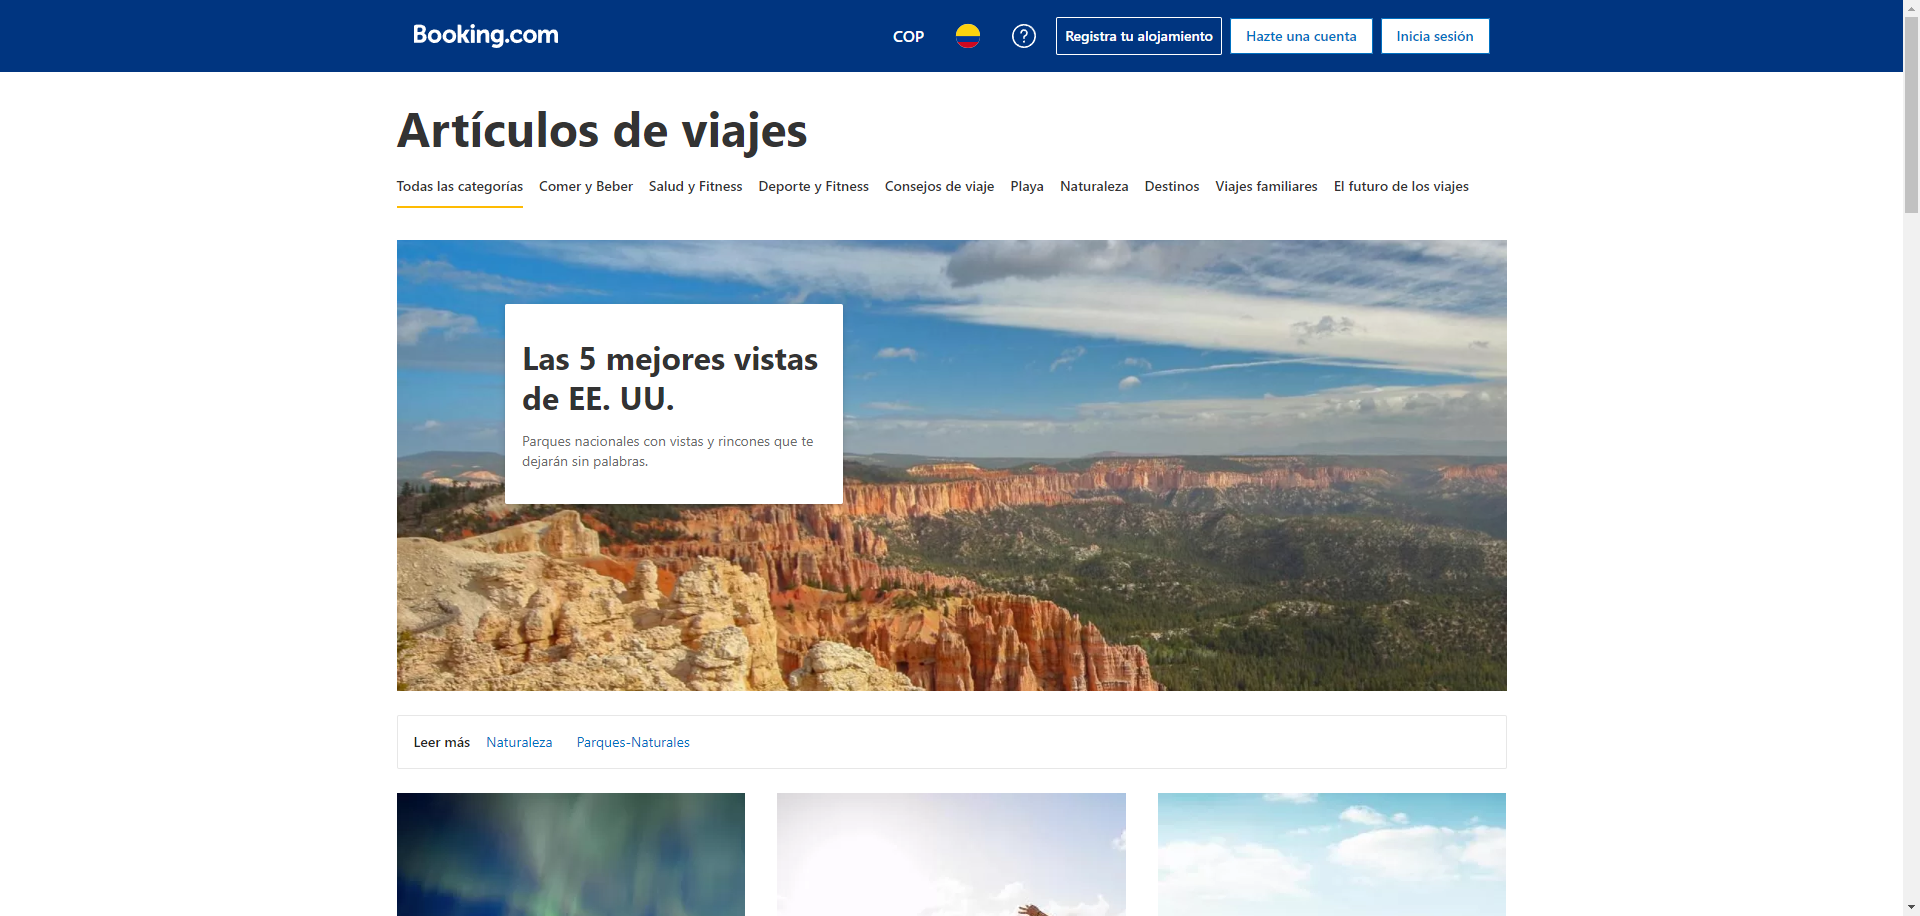 Booking.com
COP
?
Registra tu alojamiento
Hazte una cuenta
Inicia sesión
Artículos de viajes
Todas las categorías
Comer y Beber
Salud y Fitness
Deporte y Fitness
Consejos de viaje
Playa
Naturaleza
Destinos
Viajes familiares
El futuro de los viajes
Las 5 mejores vistas
de EE. UU.
Parques nacionales con vistas y rincones que te
dejarán sin palabras.
Leer más
Naturaleza
Parques-Naturales